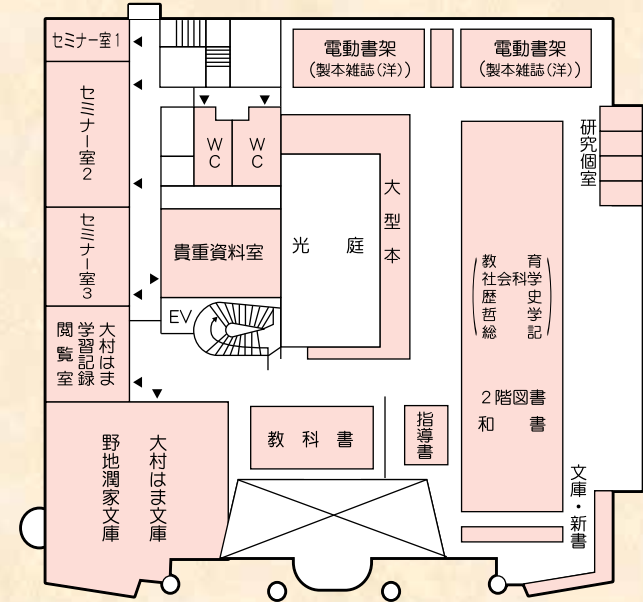 セミナー室1
電動書架
(製本雑誌(洋))
電動書架
(製本雑誌(洋))
セミナー室2
WC
WC
研究個室
大型本
セミナー室3
貴重資料室
光庭
教育
社会科学
歴史
哲学
総記
EV
大村はま
学習記録
閲覧室
2階図書
和書
教科書
指導書
大村はま文庫
野地潤家文庫
文庫・新書